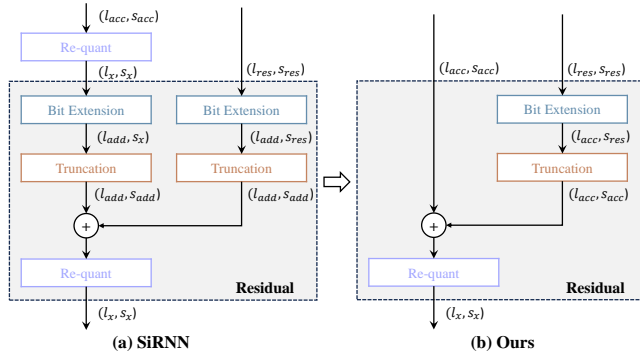 (l_acc, s_acc)
Re-quant
(l_x, s_x)
(l_res, s_res)
Bit Extension
Bit Extension
(l_add, s_x)
(l_add, s_res)
Truncation
Truncation
(l_add, s_add)
(l_add, s_add)
+
Re-quant
Residual
(l_x, s_x)
(a) SiRNN
(l_acc, s_acc)
(l_res, s_res)
Bit Extension
(l_acc, s_res)
Truncation
(l_acc, s_acc)
+
Re-quant
Residual
(l_x, s_x)
(b) Ours